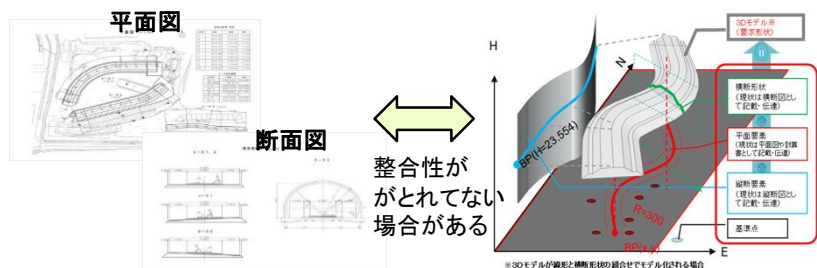 平面図
断面図
整合性が
がとれてない
場合がある
H
N
E
BP(H=23,554)
R=300
BP(x,y)
3Dモデル※
(要求形状)
横断形状
(現状は横断図とし
て記載・伝達)
平面要素
(現状は平面図や計算
書として記載・伝達)
縦断要素
(現状は縦断図とし
て記載・伝達)
基準点
※3Dモデルが線形と横断形状の組合せでモデル化される場合